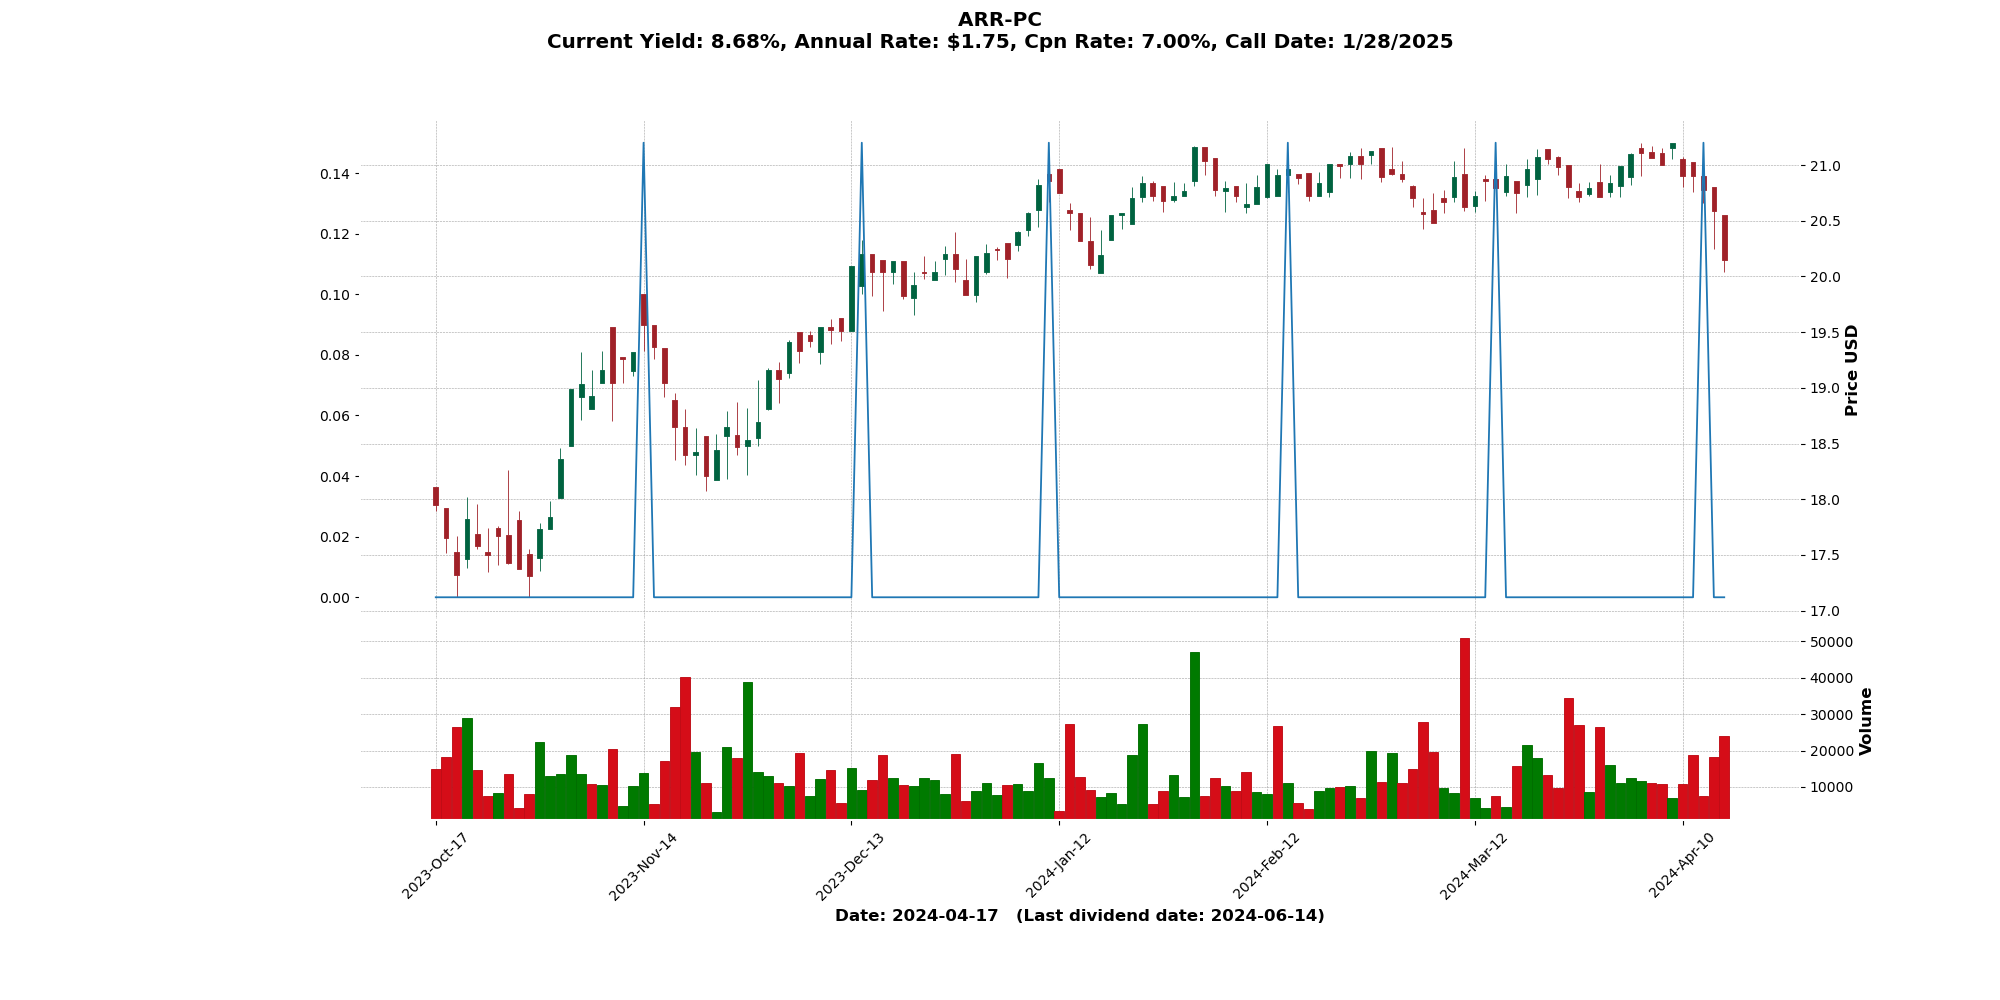 ARR-PC
Current Yield: 8.68%, Annual Rate: $1.75, Cpn Rate: 7.00%, Call Date: 1/28/2025
0.14
0.12
0.10
0.08
0.06
0.04
0.02
0.00
21.0
20.5
20.0
19.5
19.0
18.5
18.0
17.5
17.0
Price USD
50000
40000
30000
20000
10000
Volume
2023-Oct-17
2023-Nov-14
2023-Dec-13
2024-Jan-12
2024-Feb-12
2024-Mar-12
2024-Apr-10
Date: 2024-04-17   (Last dividend date: 2024-06-14)